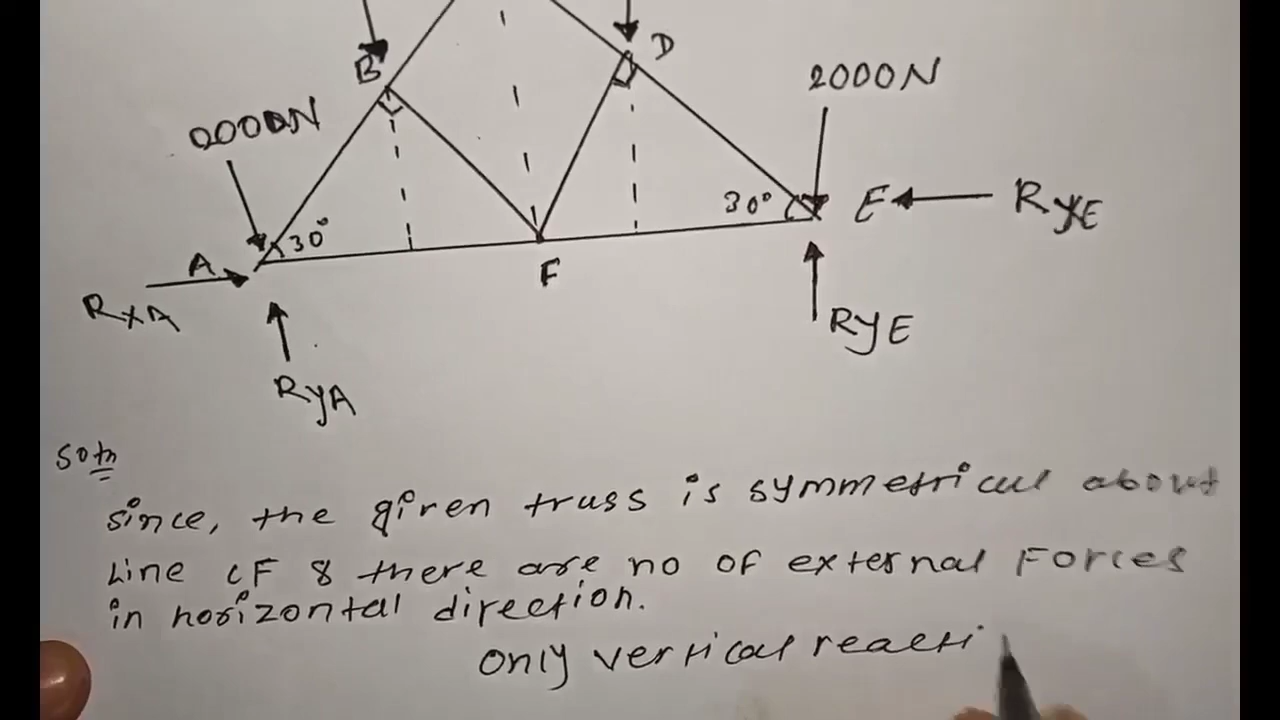 D
B
2000N
2000N
30°
30°
E
RyE
A
F
RxA
RyE
RyA
Soln
since, the given truss is symmetrical about
Line CF & there are no of external Forces
in horizontal direction.
only vertical reacti